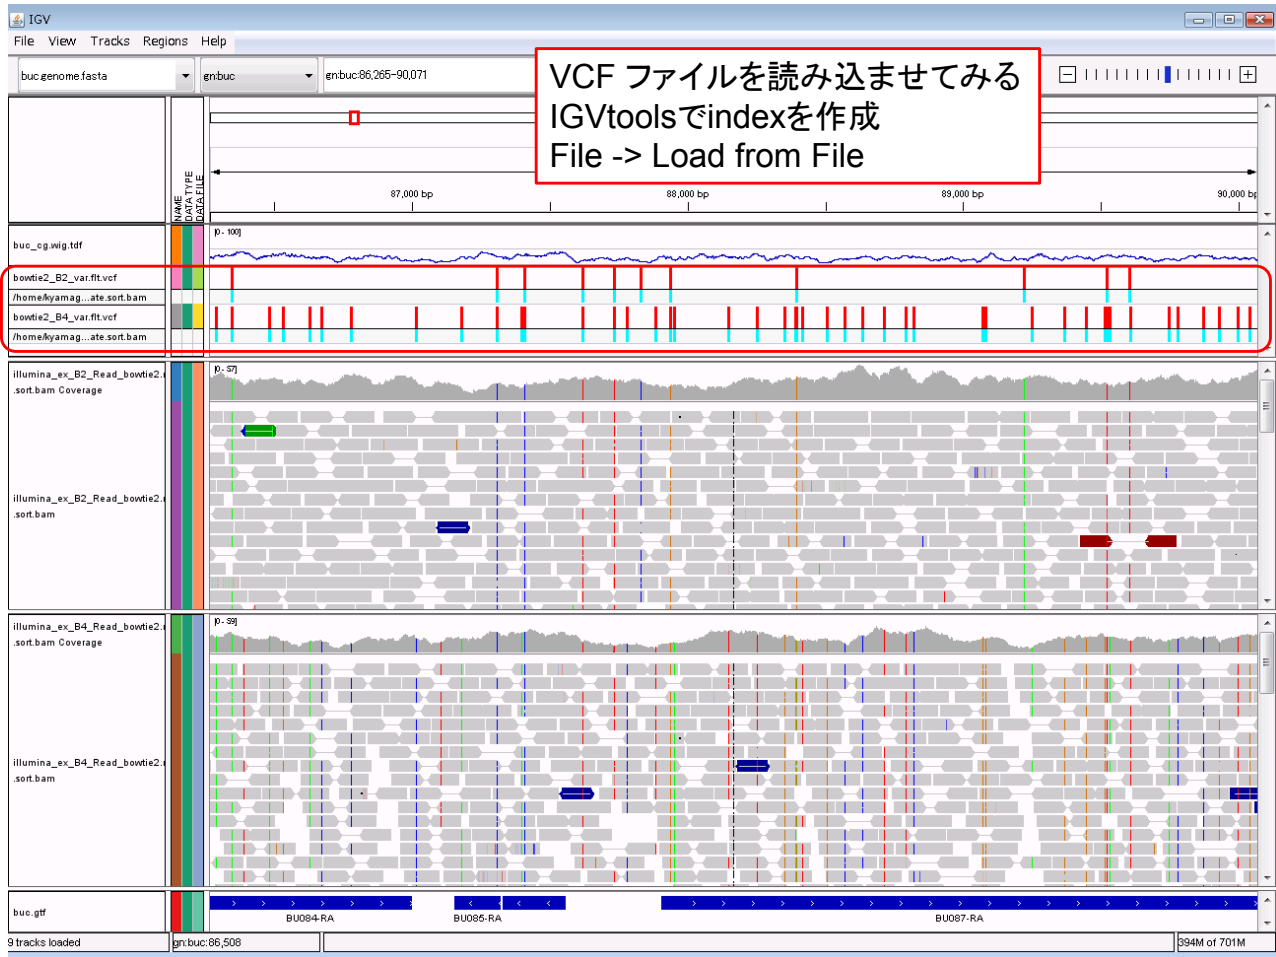 IGV
File View Tracks Regions Help
buc.genome.fasta
gn:buc
gn:buc:86,265-90,071
VCF ファイルを読み込ませてみる
IGVtoolsでindexを作成
File -> Load from File
NAME
DATA TYPE
DATA FILE
87,000 bp
88,000 bp
89,000 bp
90,000 bp
buc_cg.wig.tdf
[0 - 100]
bowtie2_B2_var.flt.vcf
/home/kyamag...ate.sort.bam
bowtie2_B4_var.flt.vcf
/home/kyamag...ate.sort.bam
illumina_ex_B2_Read_bowtie2.
.sort.bam Coverage
[0 - 57]
illumina_ex_B2_Read_bowtie2.
.sort.bam
illumina_ex_B4_Read_bowtie2.
.sort.bam Coverage
[0 - 59]
illumina_ex_B4_Read_bowtie2.
.sort.bam
buc.gtf
BU084-RA
BU085-RA
BU087-RA
9 tracks loaded
gn:buc:86,508
394M of 701M